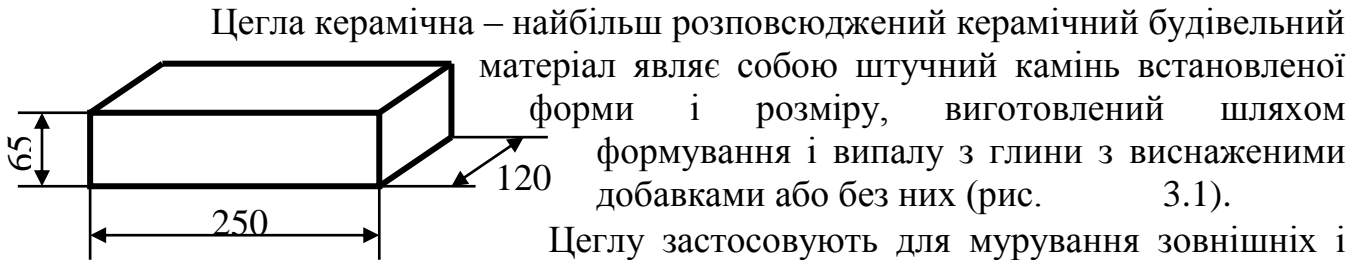 Цегла керамічна – найбільш розповсюджений керамічний будівельний
матеріал являє собою штучний камінь встановленої
форми і розміру, виготовлений шляхом
формування і випалу з глини з виснаженими
добавками або без них (рис. 3.1).
Цеглу застосовують для мурування зовнішніх і
65
120
250